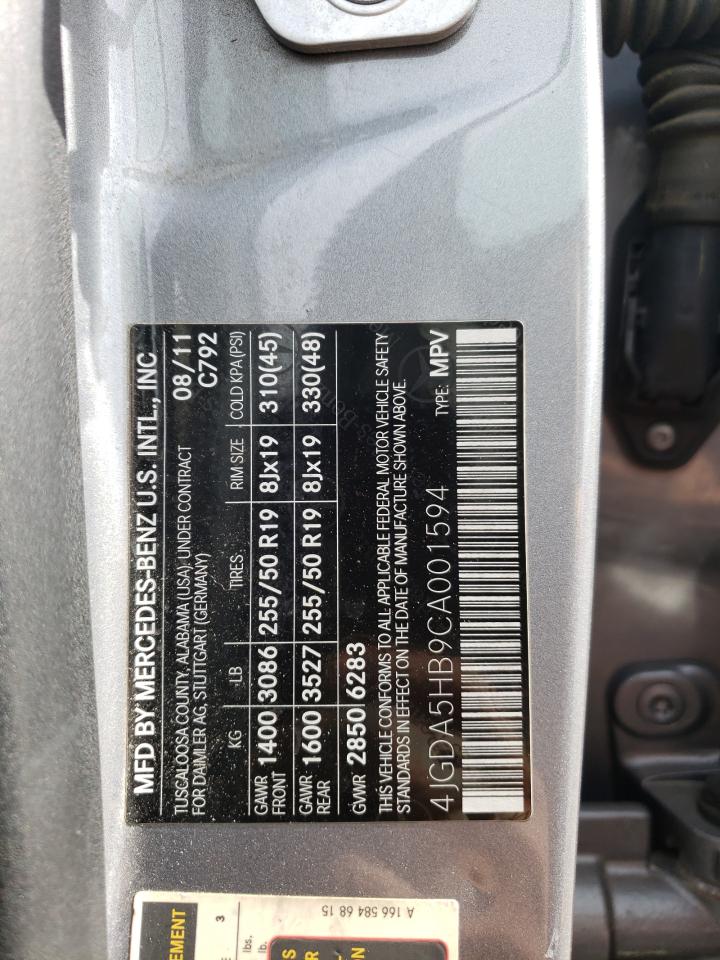 MFD BY MERCEDES-BENZ U.S. INTL., INC
TUSCALOOSA COUNTY, ALABAMA (USA), UNDER CONTRACT
FOR DAIMLER AG, STUTTGART (GERMANY)
08/11
C792
KG LB TIRES RIM SIZE COLD KPA (PSI)
GAWR FRONT 1400 3086 255/50 R19 8Jx19 310(45)
GAWR REAR 1600 3527 255/50 R19 8Jx19 330(48)
GVWR 2850 6283
THIS VEHICLE CONFORMS TO ALL APPLICABLE FEDERAL MOTOR VEHICLE SAFETY
STANDARDS IN EFFECT ON THE DATE OF MANUFACTURE SHOWN ABOVE.
4JGDA5HB9CA001594 TYPE: MPV
EMENT
3
lbs.
lb.
A 166 584 68 15